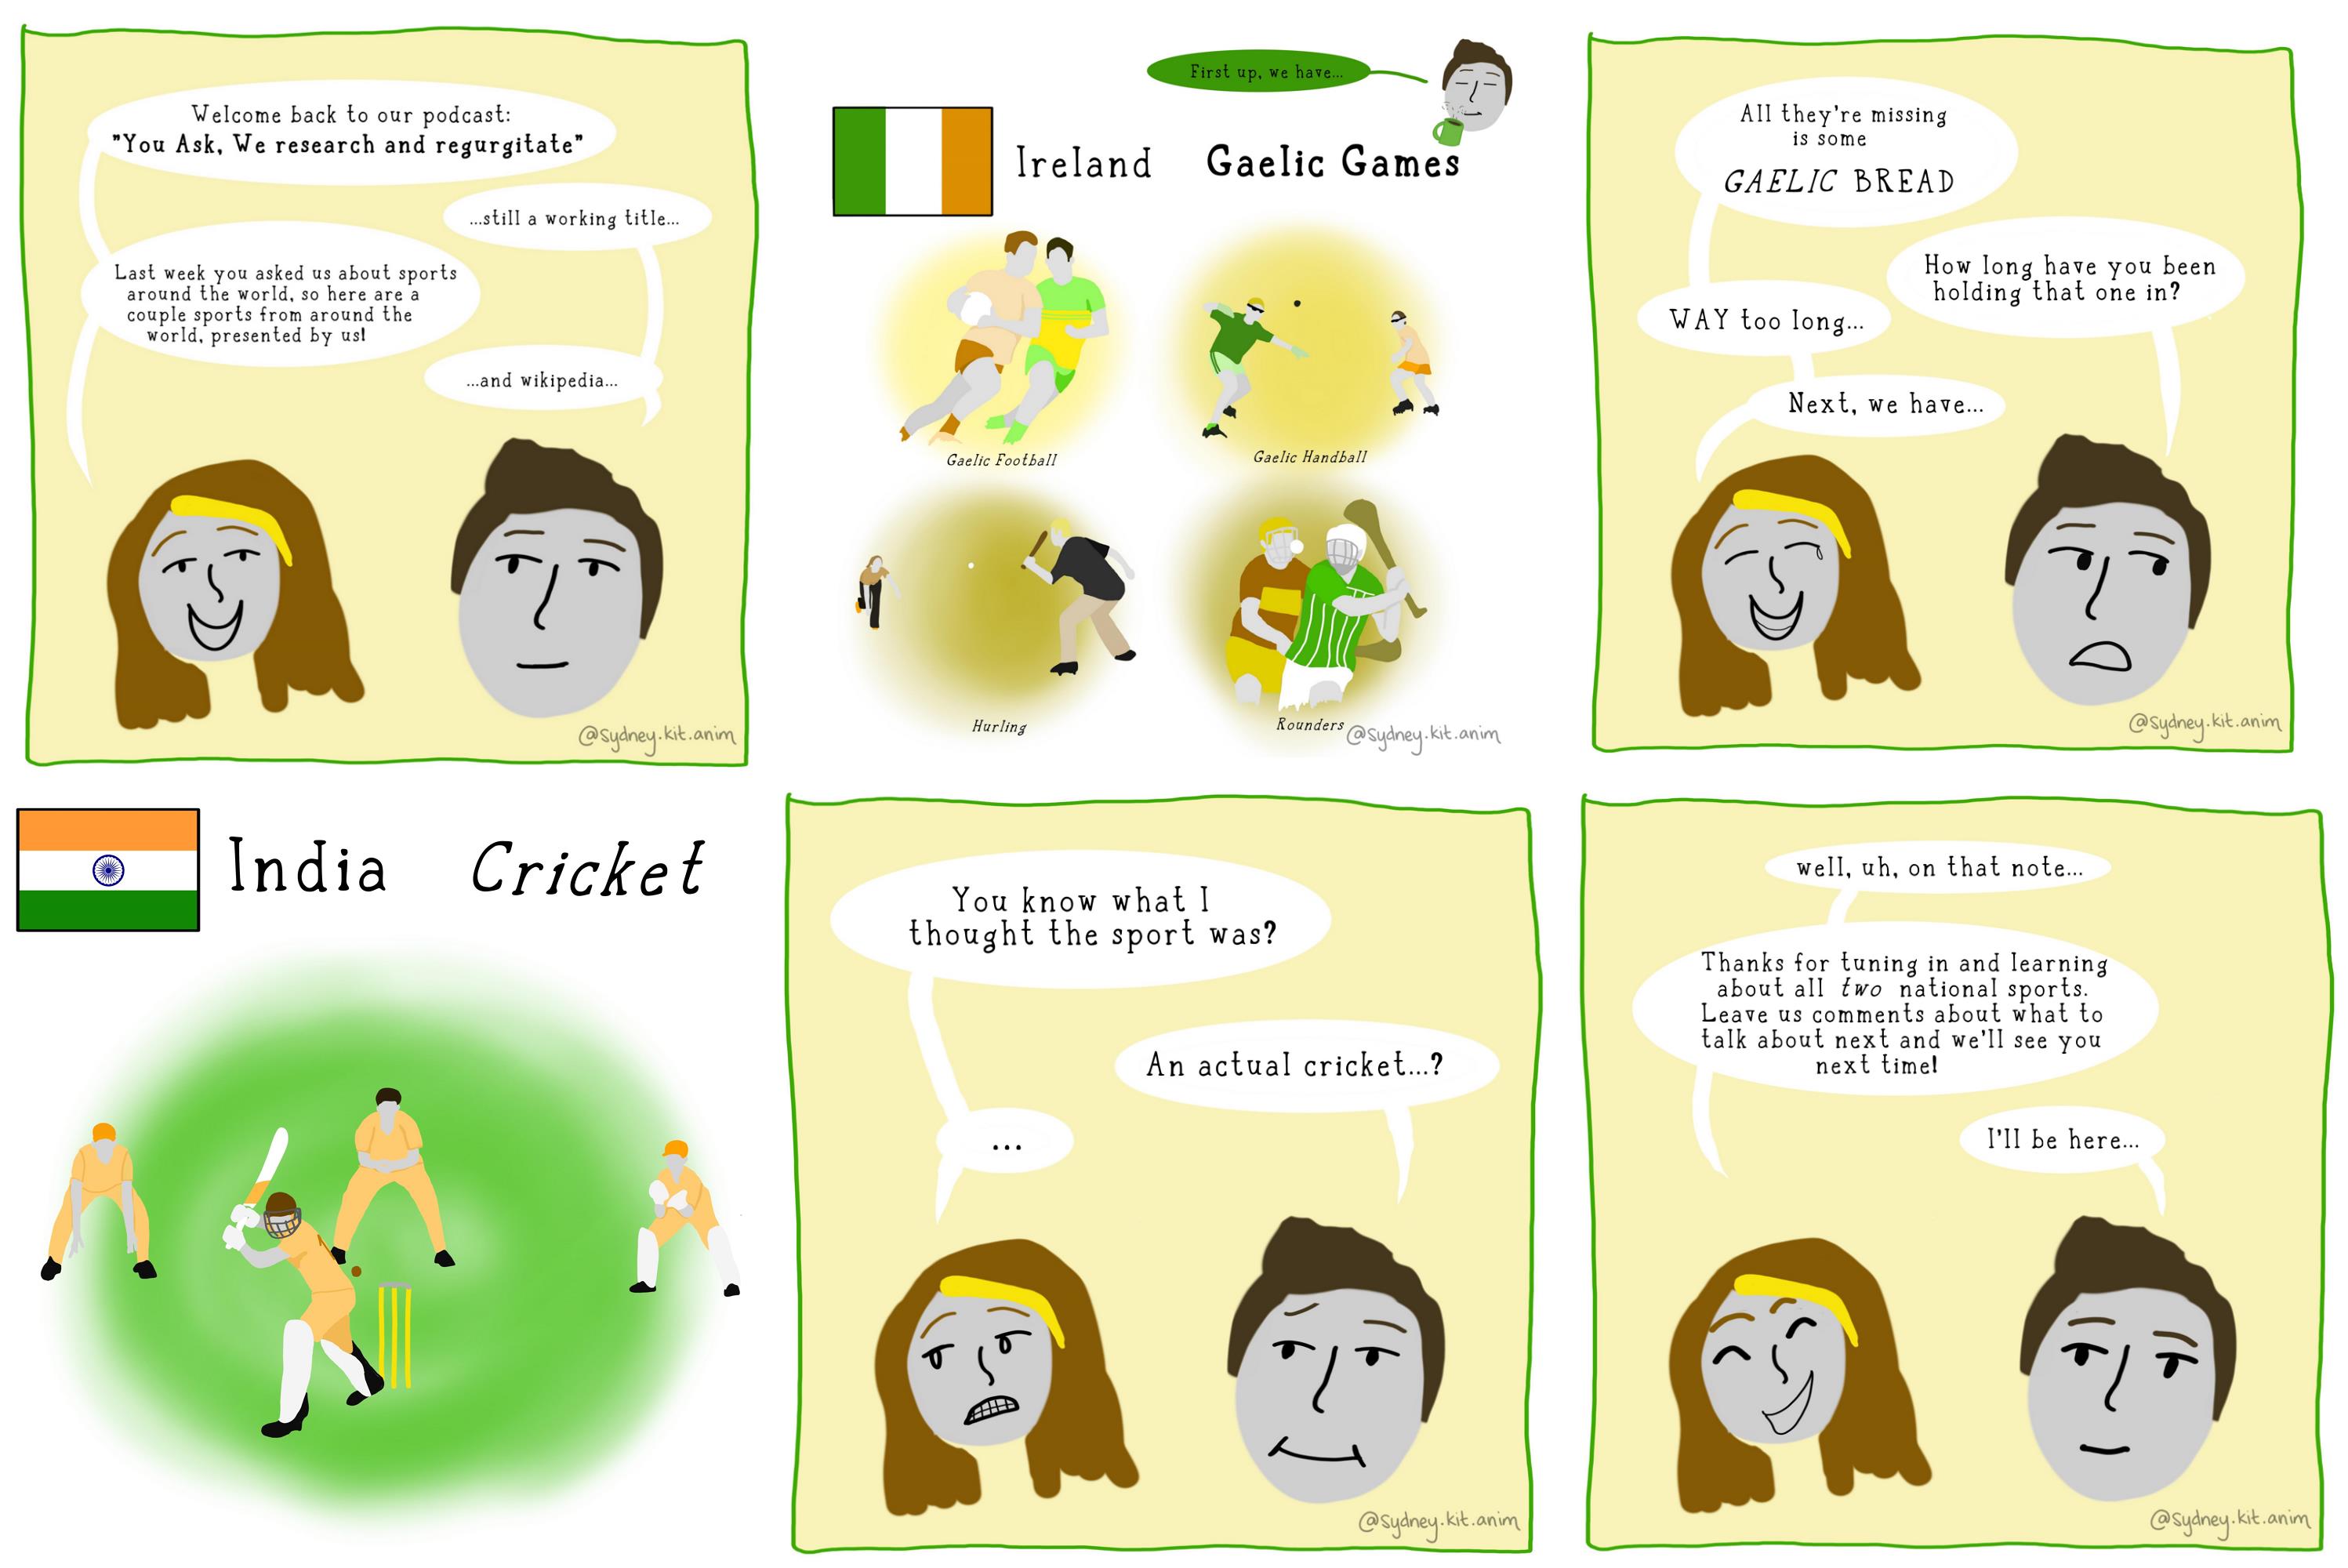 Welcome back to our podcast:
"You Ask, We research and regurgitate"
...still a working title...
Last week you asked us about sports
around the world, so here are a
couple sports from around the
world, presented by us!
...and wikipedia...
@sydney.kit.anim
First up, we have...
Ireland
Gaelic Games
Gaelic Football
Gaelic Handball
Hurling
Rounders
@sydney.kit.anim
All they're missing
is some
GAELIC BREAD
How long have you been
holding that one in?
WAY too long...
Next, we have...
@sydney.kit.anim
India
Cricket
You know what I
thought the sport was?
An actual cricket...?
...
@sydney.kit.anim
well, uh, on that note...
Thanks for tuning in and learning
about all two national sports.
Leave us comments about what to
talk about next and we'll see you
next time!
I'll be here...
@sydney.kit.anim